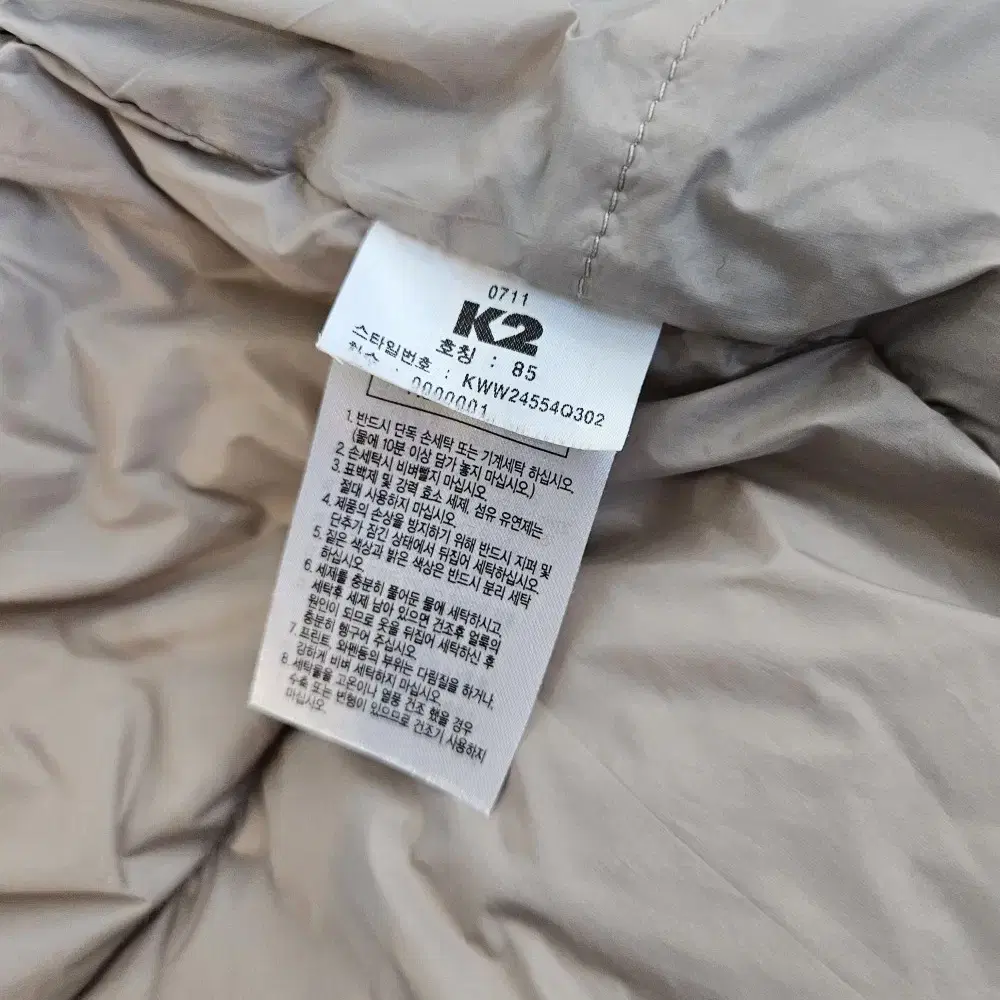 0711
K2
호칭 : 85
스타일번호 : KWW24554Q302
: 0000001
1. 반드시 단독 손세탁 또는 기계세탁 하십시오.
(물에 10분 이상 담가 놓지 마십시오.)
2. 손세탁시 비벼빨지 마십시오
3. 표백제 및 강력 효소 세제, 섬유 유연제는
절대 사용하지 마십시오
4. 제품의 손상을 방지하기 위해 반드시 지퍼 및
단추가 잠긴 상태에서 뒤집어 세탁하십시오.
5. 짙은 색상과 밝은 색상은 반드시 분리 세탁
하십시오.
6. 세제를 충분히 풀어둔 물에 세탁하시고,
세탁후 세제 남아 있으면 건조후 얼룩의
원인이 되므로 옷을 뒤집어 세탁하신 후
충분히 헹구어 주십시오
7. 프린트 와펜등의 부위는 다림질을 하거나,
강하게 비벼 세탁하지 마십시오.
8. 세탁물을 고온이나 열풍 건조 했을 경우
수축 또는 변형이 있으므로 건조기 사용하지
마십시오.